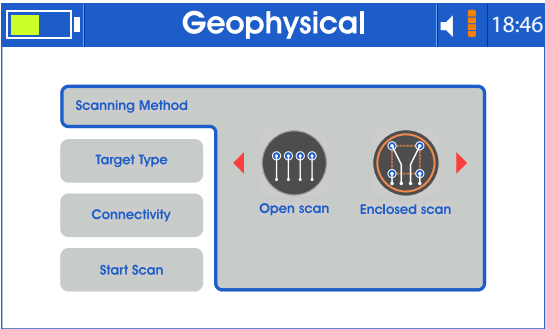 Geophysical
18:46
Scanning Method
Target Type
Connectivity
Start Scan
Open scan
Enclosed scan